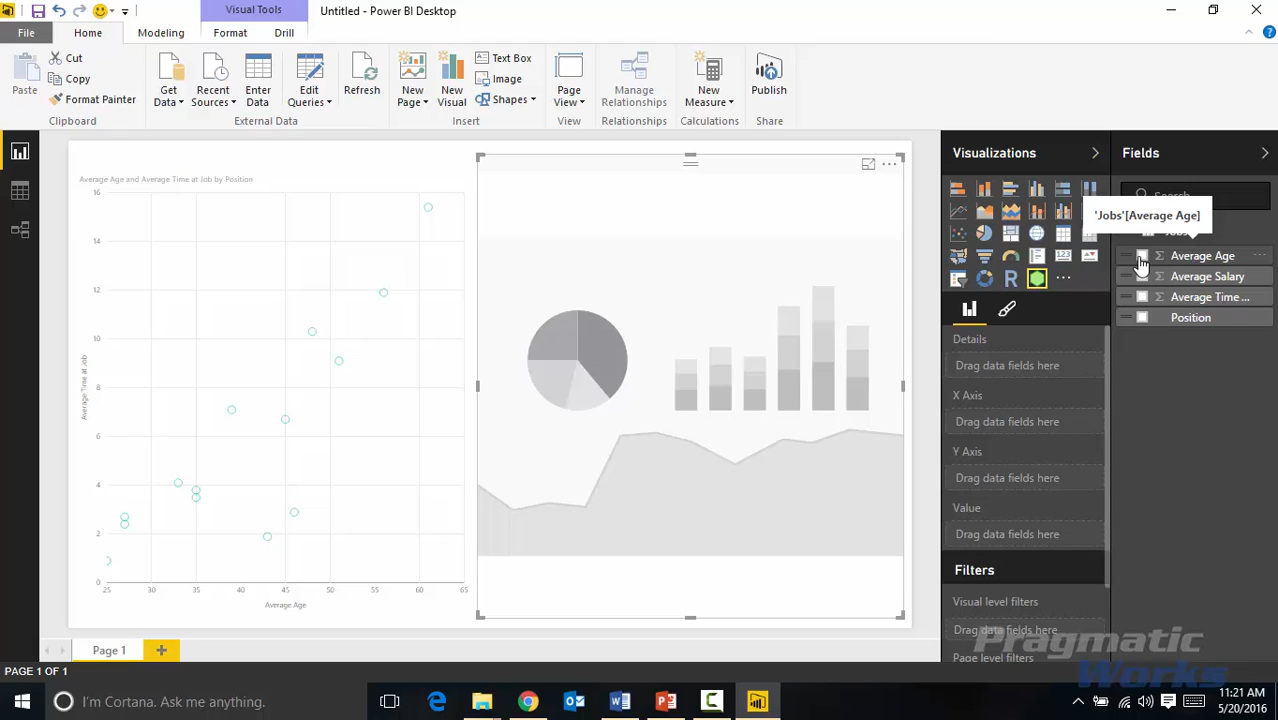 Visual Tools
Untitled - Power BI Desktop
File
Home
Modeling
Format
Drill
Paste
Cut
Copy
Format Painter
Get Data
Recent Sources
Enter Data
Edit Queries
Refresh
New Page
New Visual
Text Box
Image
Shapes
Page View
Manage Relationships
New Measure
Publish
Clipboard
External Data
Insert
View
Relationships
Calculations
Share
Average Age and Average Time at Job by Position
16
14
12
10
8
6
4
2
0
Average Time at Job
25
30
35
40
45
50
55
60
65
Average Age
Visualizations
R
Details
Drag data fields here
X Axis
Drag data fields here
Y Axis
Drag data fields here
Value
Drag data fields here
Filters
Visual level filters
Drag data fields here
Page level filters
Fields
'Jobs'[Average Age]
Average Age
Average Salary
Average Time ...
Position
Page 1
PAGE 1 OF 1
Pragmatic
Works
I'm Cortana. Ask me anything.
11:21 AM
5/20/2016